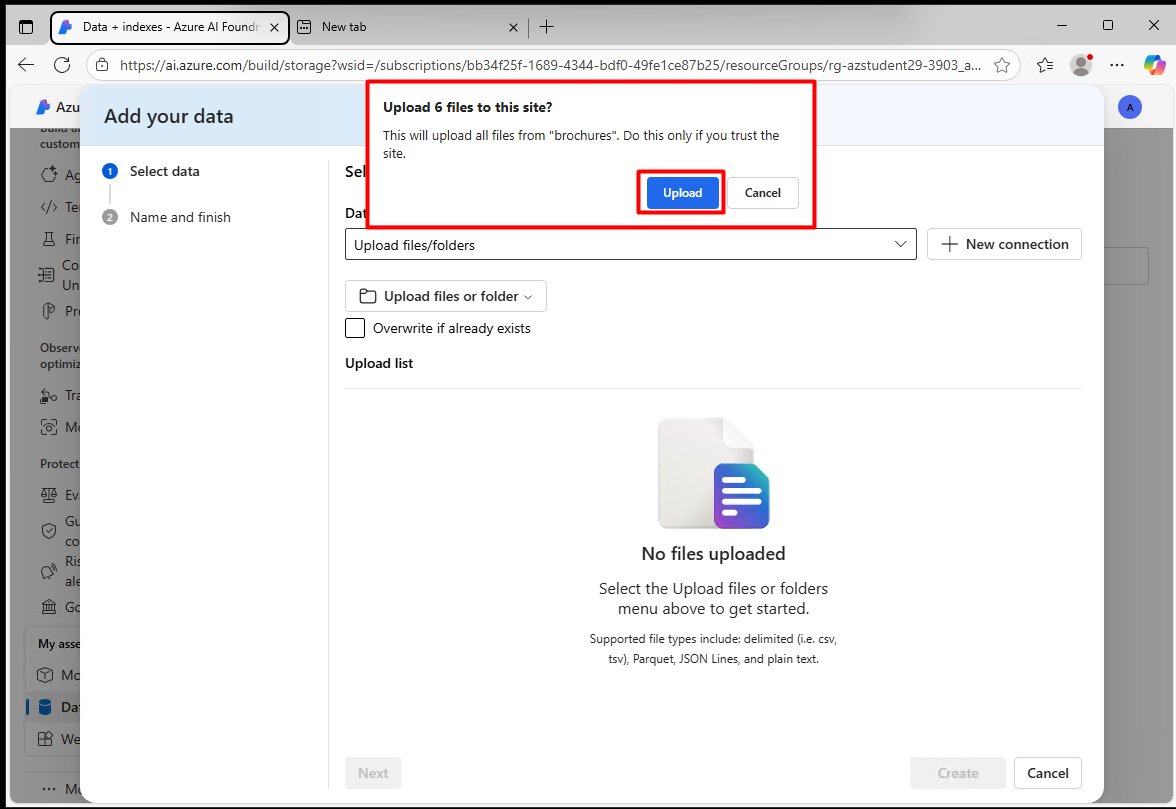 Data + indexes - Azure AI Foundr
New tab
https://ai.azure.com/build/storage?wsid=/subscriptions/bb34f25f-1689-4344-bdf0-49fe1ce87b25/resourceGroups/rg-azstudent29-3903_a...
Azu
A
custom
Ag
Te
Fi
Co
Un
Pr
Observ
optimiz
Tra
Mo
Protect
Ev
Gu
co
Ris
ale
Go
My asse
Mo
Da
We
Mo
Add your data
1 Select data
2 Name and finish
Upload 6 files to this site?
This will upload all files from "brochures". Do this only if you trust the
site.
Upload
Cancel
Sel
Dat
Upload files/folders
New connection
Upload files or folder
Overwrite if already exists
Upload list
No files uploaded
Select the Upload files or folders
menu above to get started.
Supported file types include: delimited (i.e. csv,
tsv), Parquet, JSON Lines, and plain text.
Next
Create
Cancel